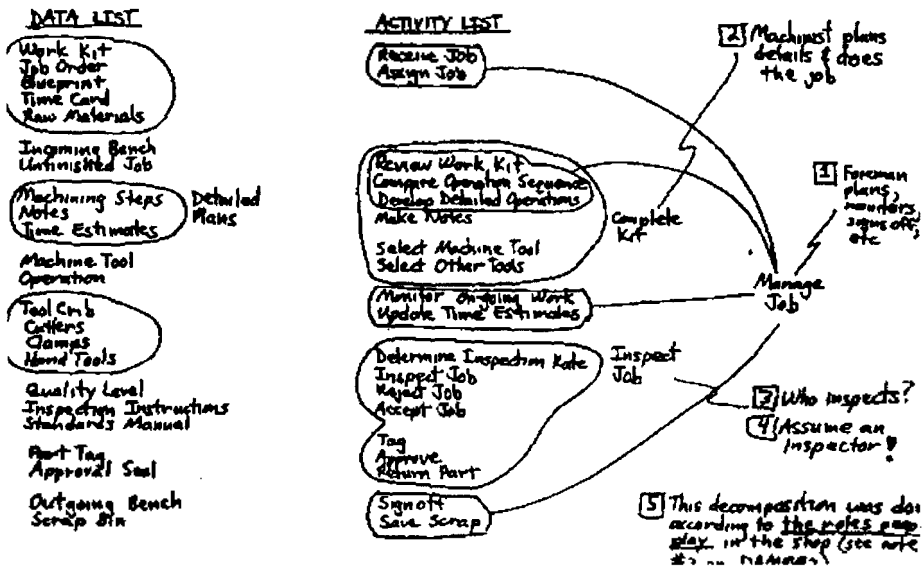 DATA LIST
Work Kit
Job Order
Blueprint
Time Card
Raw Materials
Incoming Bench
Unfinished Job
Machining Steps
Notes
Time Estimates
Detailed
Plans
Machine Tool
Operation
Tool Crib
Cutters
Clamps
Hand Tools
Quality Level
Inspection Instructions
Standards Manual
Part Tag
Approval Seal
Outgoing Bench
Scrap Bin
ACTIVITY LIST
Receive Job
Assign Job
Review Work Kit
Compare Operation Sequence
Develop Detailed Operations
Make Notes
Select Machine Tool
Select Other Tools
Complete
Kit
Monitor On-going Work
Update Time Estimates
Determine Inspection Rate
Inspect Job
Reject Job
Accept Job
Tag
Approve
Return Part
Inspect
Job
Signoff
Save Scrap
2 Machinist plans
details & does
the job
1 Foreman
plans,
monitors,
signs off,
etc
Manage
Job
3 Who inspects?
4 Assume an
inspector!
5 This decomposition was
according to the roles
play in the shop (see note